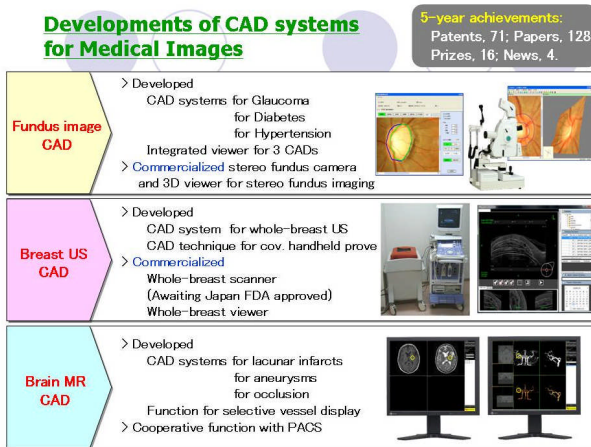 Developments of CAD systems
for Medical Images
5-year achievements:
Patents, 71; Papers, 128
Prizes, 16; News, 4.
Fundus image
CAD
> Developed
CAD systems for Glaucoma
for Diabetes
for Hypertension
Integrated viewer for 3 CADs
> Commercialized stereo fundus camera
and 3D viewer for stereo fundus imaging
Breast US
CAD
> Developed
CAD system for whole-breast US
CAD technique for cov. handheld prove
> Commercialized
Whole-breast scanner
(Awaiting Japan FDA approved)
Whole-breast viewer
Brain MR
CAD
> Developed
CAD systems for lacunar infarcts
for aneurysms
for occlusion
Function for selective vessel display
> Cooperative function with PACS